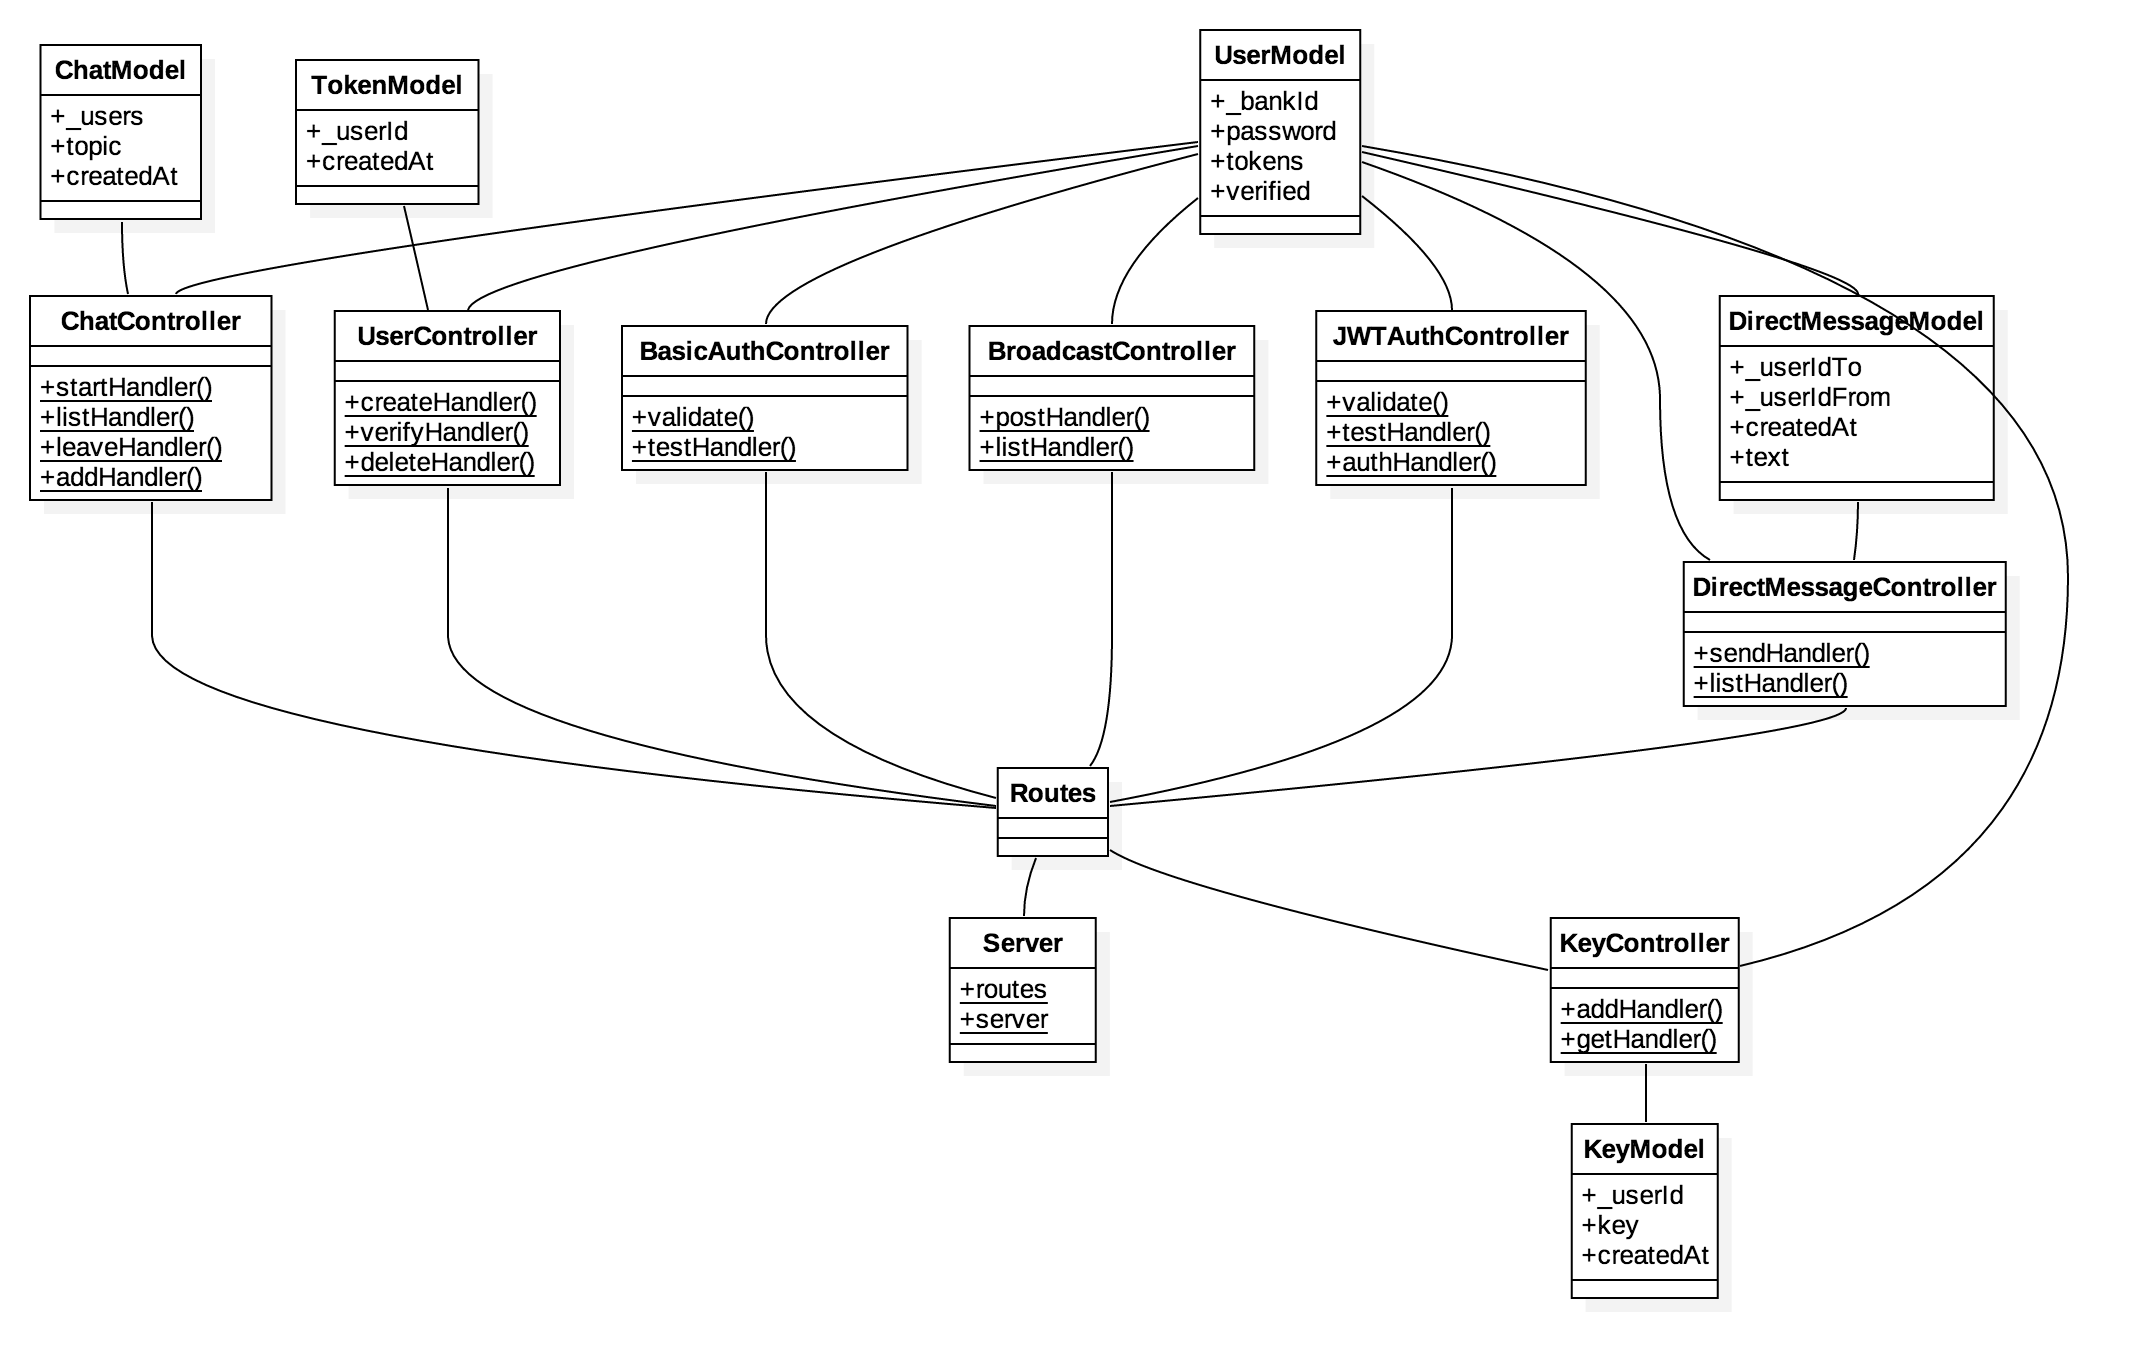 ChatModel
+_users
+topic
+createdAt
TokenModel
+_userId
+createdAt
UserModel
+_bankId
+password
+tokens
+verified
ChatController
+startHandler()
+listHandler()
+leaveHandler()
+addHandler()
UserController
+createHandler()
+verifyHandler()
+deleteHandler()
BasicAuthController
+validate()
+testHandler()
BroadcastController
+postHandler()
+listHandler()
JWTAuthController
+validate()
+testHandler()
+authHandler()
DirectMessageModel
+_userIdTo
+_userIdFrom
+createdAt
+text
DirectMessageController
+sendHandler()
+listHandler()
Routes
Server
+routes
+server
KeyController
+addHandler()
+getHandler()
KeyModel
+_userId
+key
+createdAt